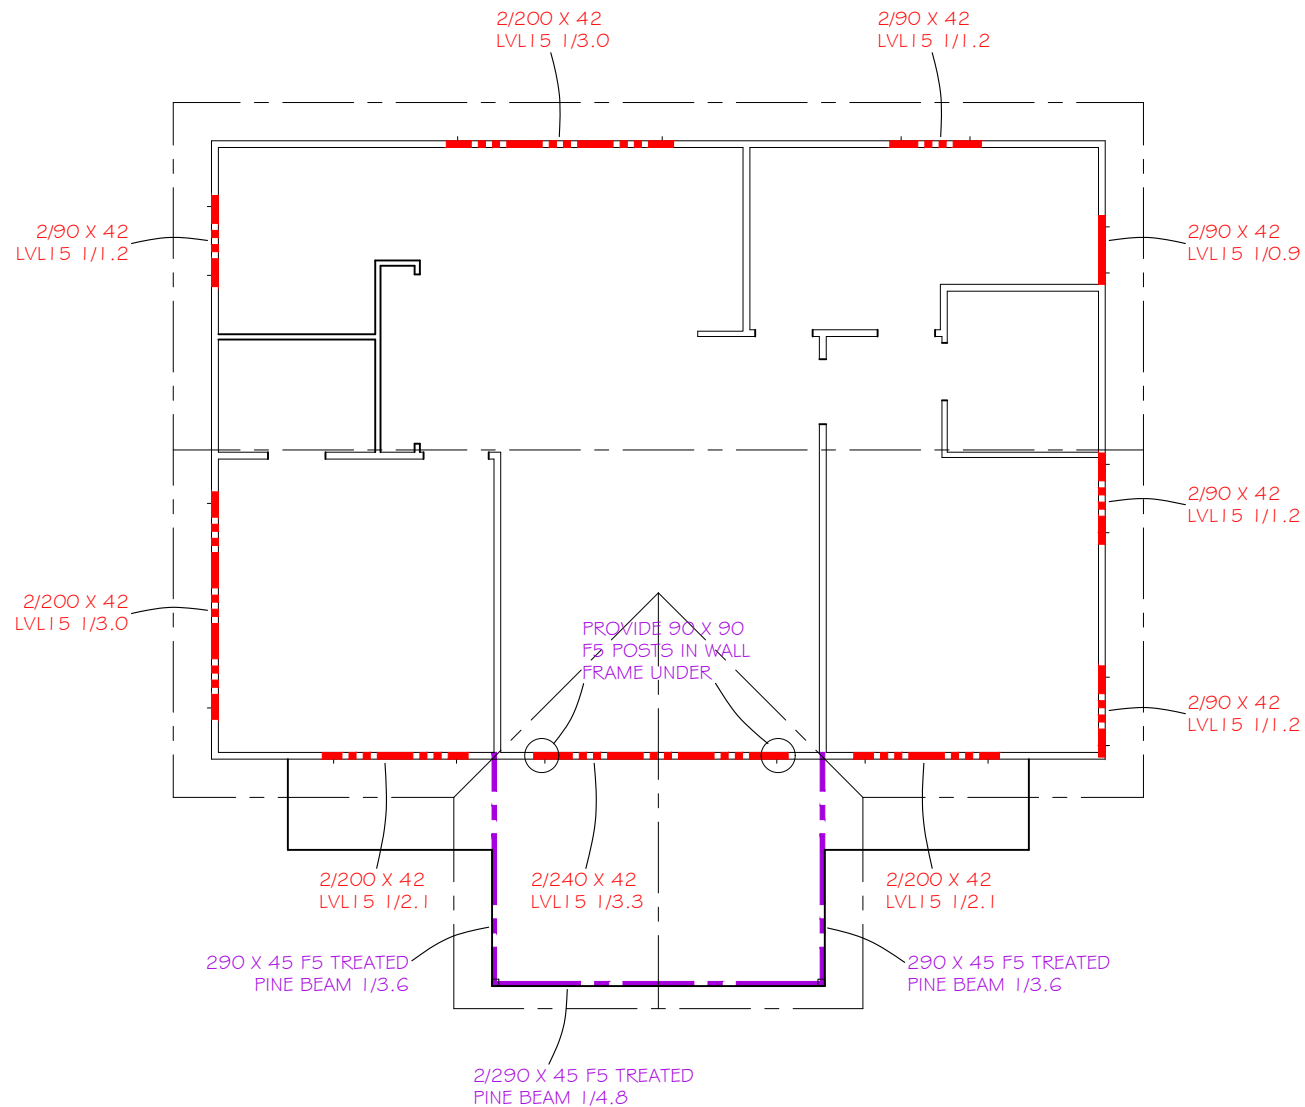 2/200 X 42
LVL15 1/3.0
2/90 X 42
LVL15 1/1.2
2/90 X 42
LVL15 1/1.2
2/90 X 42
LVL15 1/0.9
2/90 X 42
LVL15 1/1.2
2/200 X 42
LVL15 1/3.0
PROVIDE 90 X 90
F5 POSTS IN WALL
FRAME UNDER
2/90 X 42
LVL15 1/1.2
2/200 X 42
LVL15 1/2.1
2/240 X 42
LVL15 1/3.3
2/200 X 42
LVL15 1/2.1
290 X 45 F5 TREATED
PINE BEAM 1/3.6
290 X 45 F5 TREATED
PINE BEAM 1/3.6
2/290 X 45 F5 TREATED
PINE BEAM 1/4.8